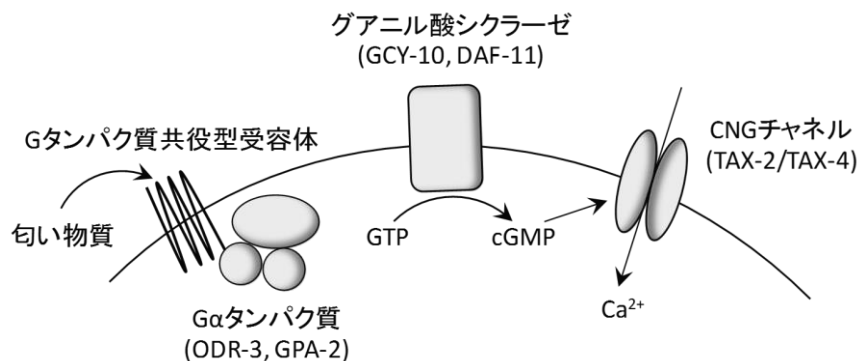 グアニル酸シクラーゼ
(GCY-10, DAF-11)
CNGチャネル
(TAX-2/TAX-4)
Gタンパク質共役型受容体
匂い物質
GTP
cGMP
Ca²⁺
Gαタンパク質
(ODR-3, GPA-2)